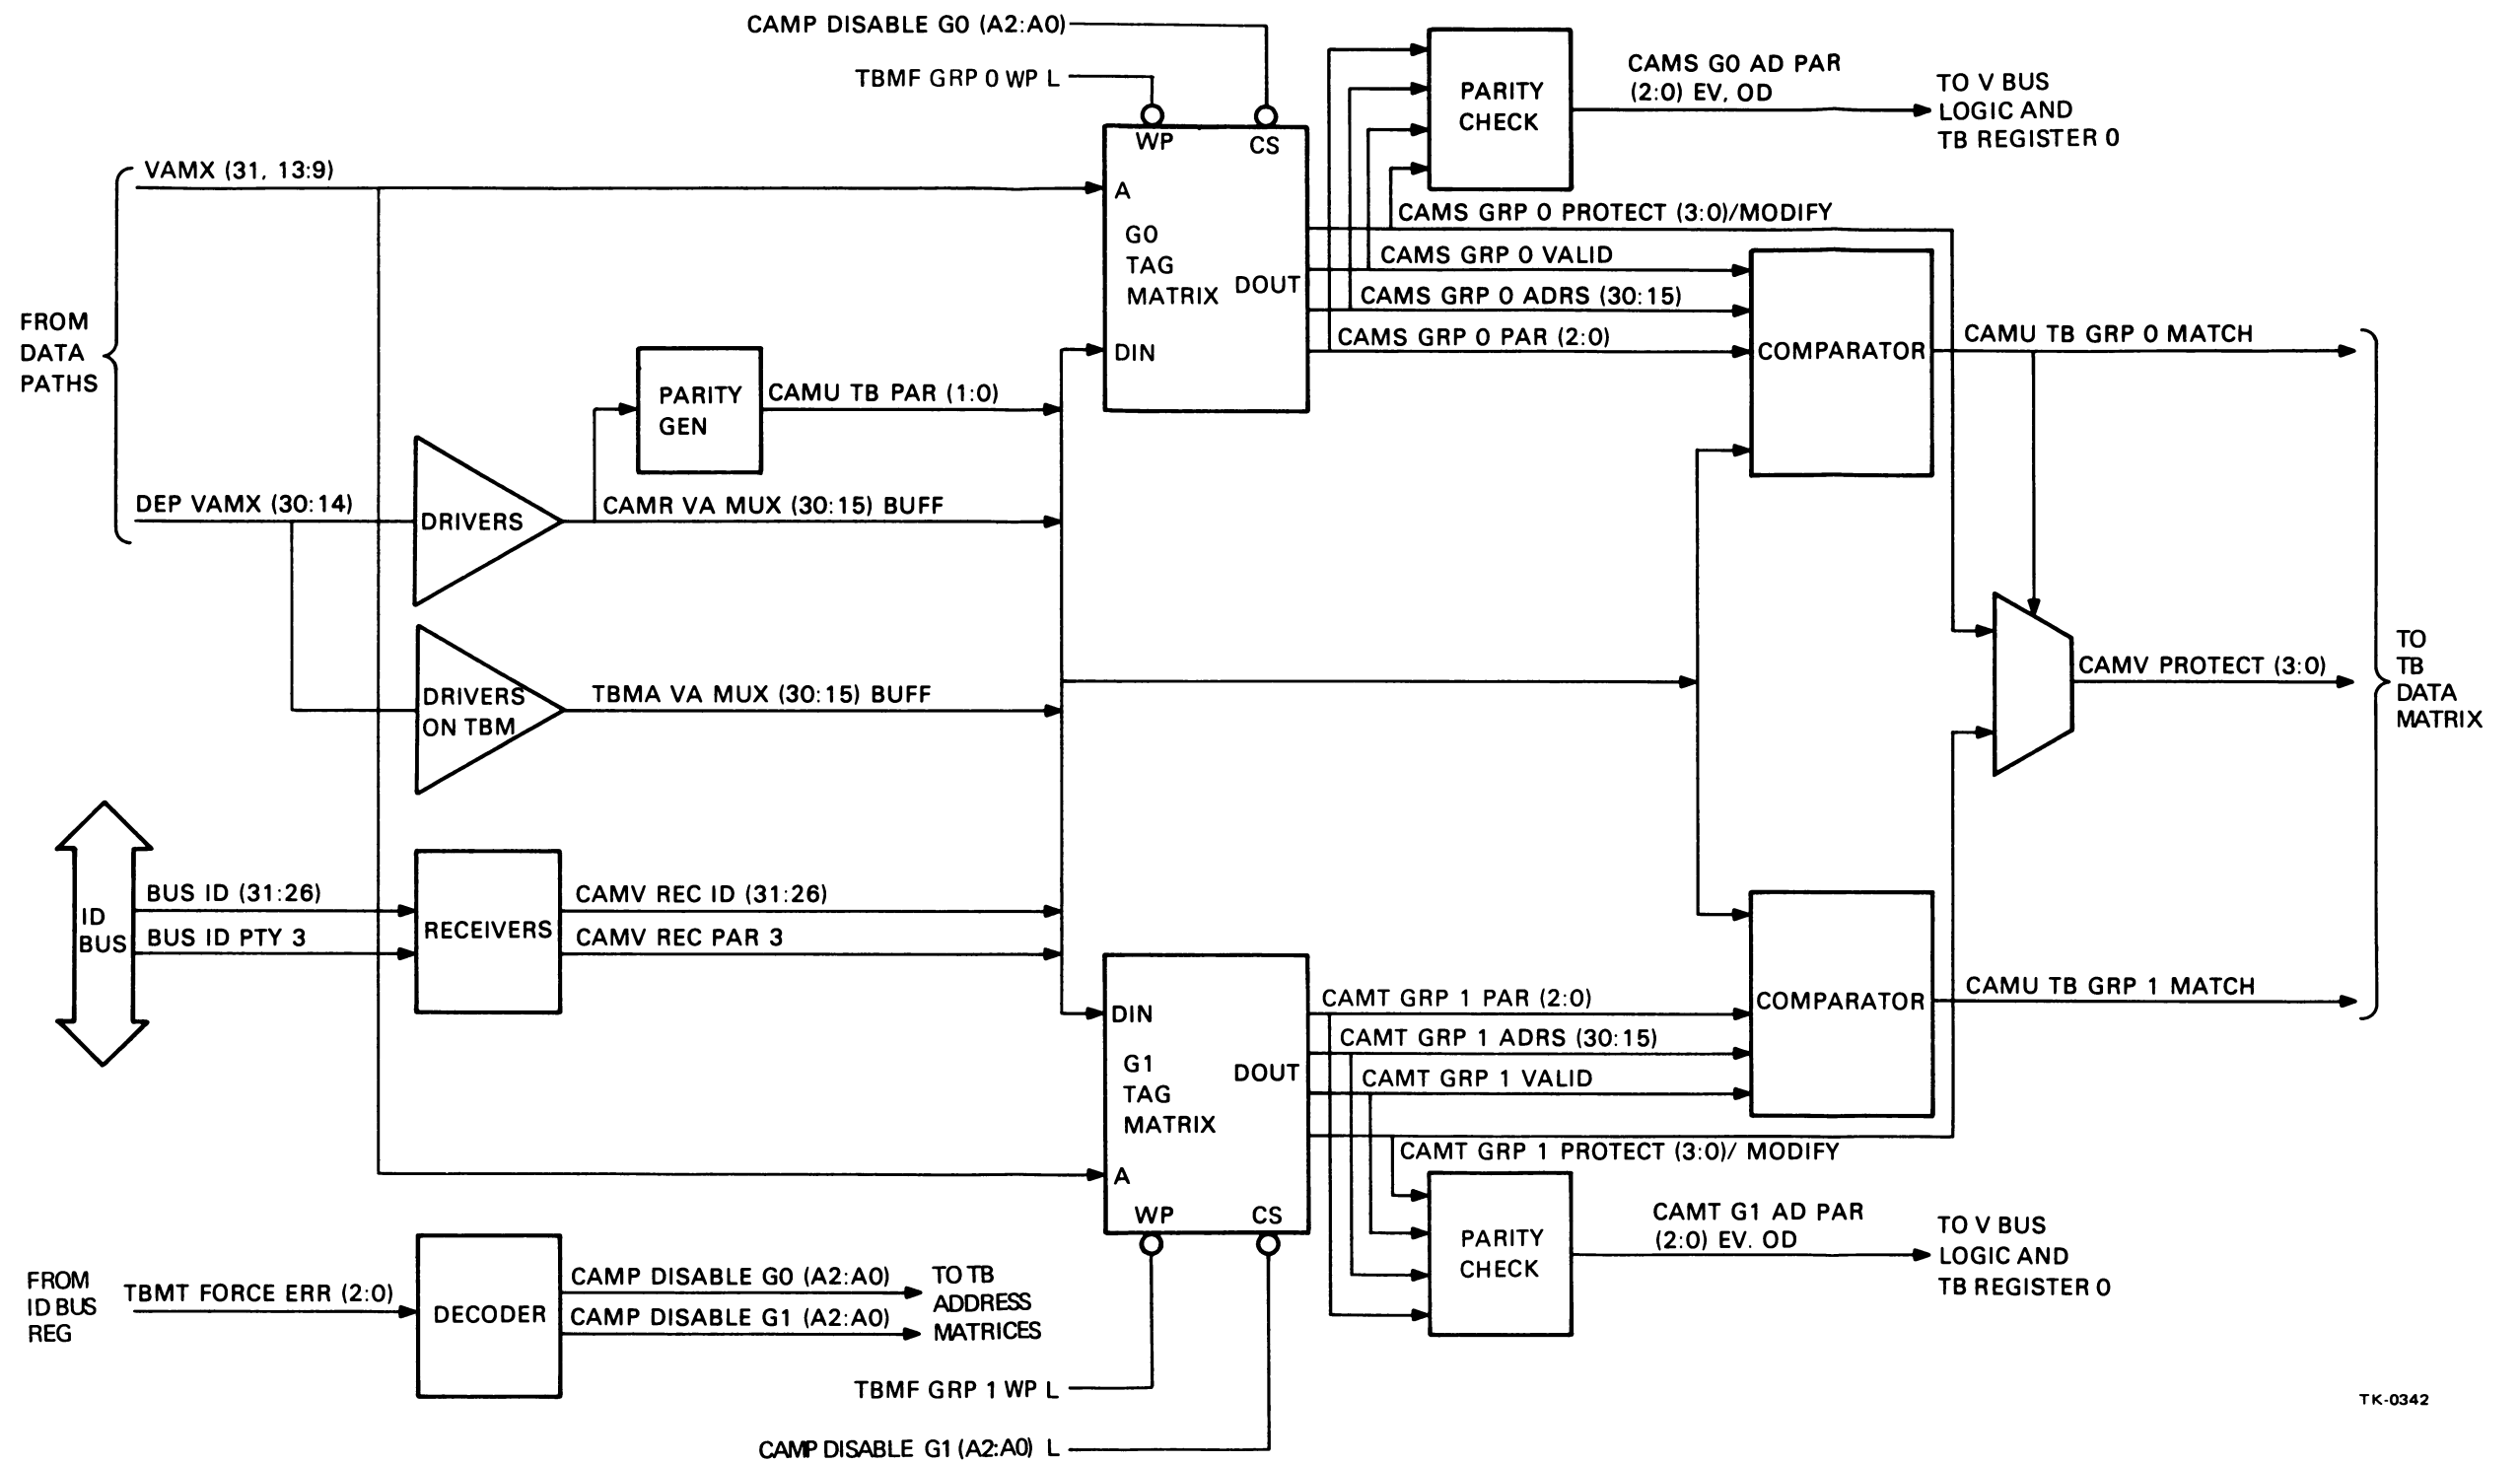 CAMP DISABLE G0 (A2:A0)
TBMF GRP 0 WP L
WP
CS
A
G0
TAG
MATRIX
DOUT
DIN
PARITY
CHECK
CAMS G0 AD PAR
(2:0) EV, OD
TO V BUS
LOGIC AND
TB REGISTER 0
VAMX (31, 13:9)
FROM
DATA
PATHS
CAMS GRP 0 PROTECT (3:0)/MODIFY
CAMS GRP 0 VALID
CAMS GRP 0 ADRS (30:15)
CAMS GRP 0 PAR (2:0)
COMPARATOR
CAMU TB GRP 0 MATCH
PARITY
GEN
CAMU TB PAR (1:0)
DEP VAMX (30:14)
DRIVERS
CAMR VA MUX (30:15) BUFF
DRIVERS
ON TBM
TBMA VA MUX (30:15) BUFF
CAMV PROTECT (3:0)
TO
TB
DATA
MATRIX
ID
BUS
BUS ID (31:26)
BUS ID PTY 3
RECEIVERS
CAMV REC ID (31:26)
CAMV REC PAR 3
DIN
G1
TAG
MATRIX
DOUT
A
WP
CS
CAMT GRP 1 PAR (2:0)
CAMT GRP 1 ADRS (30:15)
CAMT GRP 1 VALID
COMPARATOR
CAMU TB GRP 1 MATCH
CAMT GRP 1 PROTECT (3:0)/ MODIFY
PARITY
CHECK
CAMT G1 AD PAR
(2:0) EV. OD
TO V BUS
LOGIC AND
TB REGISTER 0
FROM
ID BUS
REG
TBMT FORCE ERR (2:0)
DECODER
CAMP DISABLE G0 (A2:A0)
CAMP DISABLE G1 (A2:A0)
TO TB
ADDRESS
MATRICES
TBMF GRP 1 WP L
CAMP DISABLE G1 (A2:A0) L
TK-0342